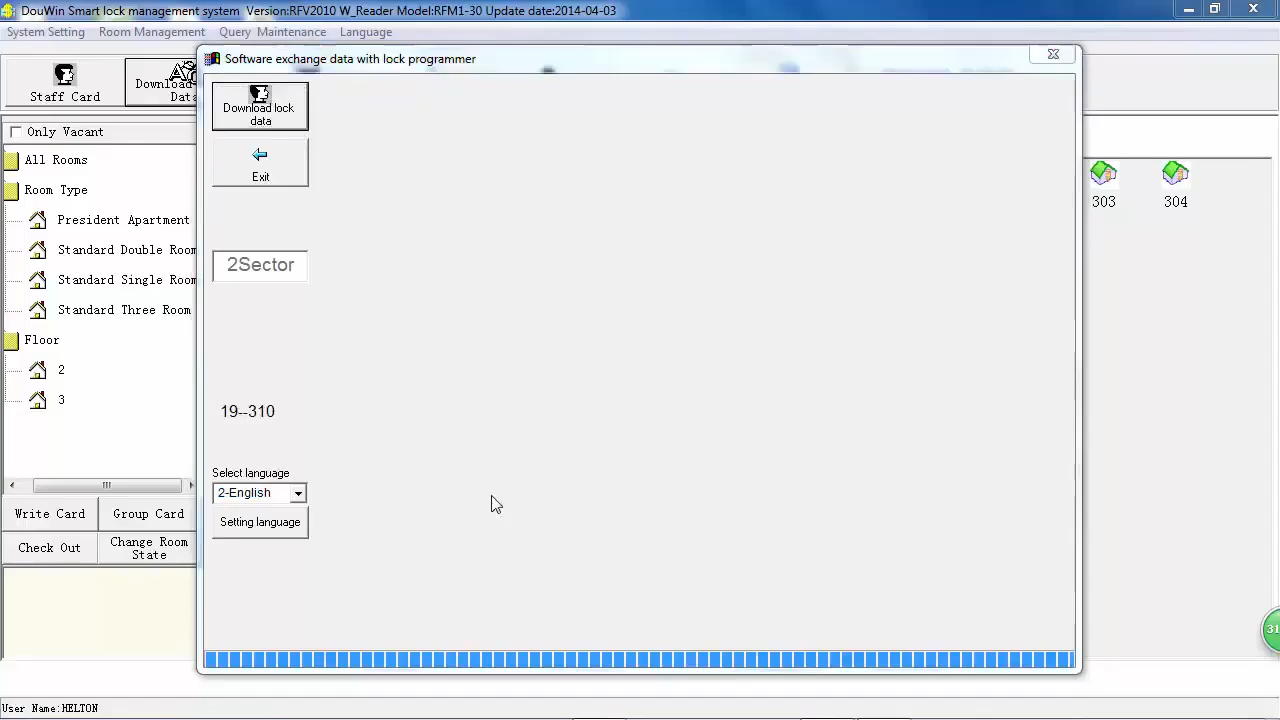 DouWin Smart lock management system Version:RFV2010 W_Reader Model:RFM1-30 Update date:2014-04-03
System Setting Room Management Query Maintenance Language
Software exchange data with lock programmer
Staff Card
Download
Data
Download lock
data
Exit
Only Vacant
All Rooms
Room Type
President Apartment
Standard Double Room
Standard Single Room
Standard Three Room
Floor
2
3
303 304
2Sector
19--310
Select language
2-English
Setting language
Write Card Group Card
Check Out Change Room
State
31
User Name:HELTON